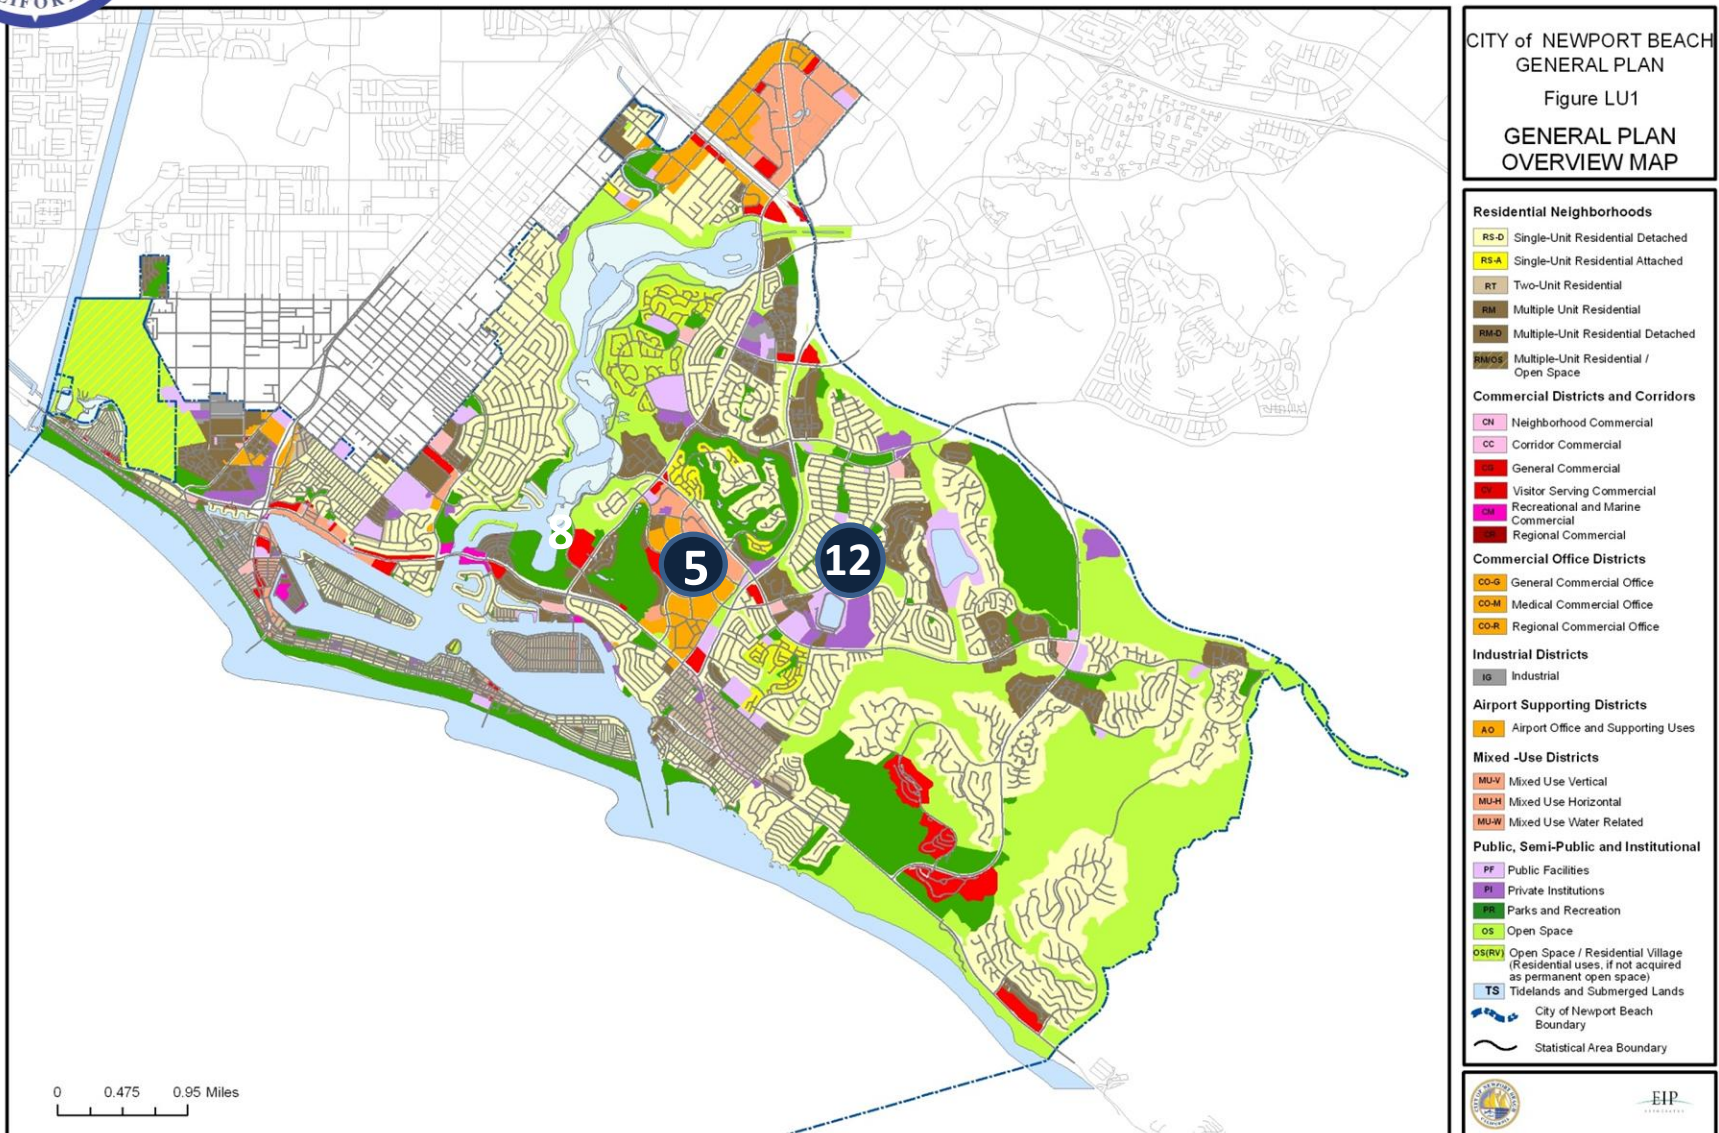 CITY of NEWPORT BEACH
GENERAL PLAN
Figure LU1
GENERAL PLAN
OVERVIEW MAP
Residential Neighborhoods
RS-D Single-Unit Residential Detached
RS-A Single-Unit Residential Attached
RT Two-Unit Residential
RM Multiple Unit Residential
RM-D Multiple-Unit Residential Detached
RM/OS Multiple-Unit Residential /
Open Space
Commercial Districts and Corridors
CN Neighborhood Commercial
CC Corridor Commercial
CG General Commercial
CV Visitor Serving Commercial
CM Recreational and Marine
Commercial
CR Regional Commercial
Commercial Office Districts
CO-G General Commercial Office
CO-M Medical Commercial Office
CO-R Regional Commercial Office
Industrial Districts
IG Industrial
Airport Supporting Districts
AO Airport Office and Supporting Uses
Mixed -Use Districts
MU-V Mixed Use Vertical
MU-H Mixed Use Horizontal
MU-W Mixed Use Water Related
Public, Semi-Public and Institutional
PF Public Facilities
PI Private Institutions
PR Parks and Recreation
OS Open Space
OS(RV) Open Space / Residential Village
(Residential uses, if not acquired
as permanent open space)
TS Tidelands and Submerged Lands
City of Newport Beach
Boundary
Statistical Area Boundary
8
5
12
0 0.475 0.95 Miles
EIP